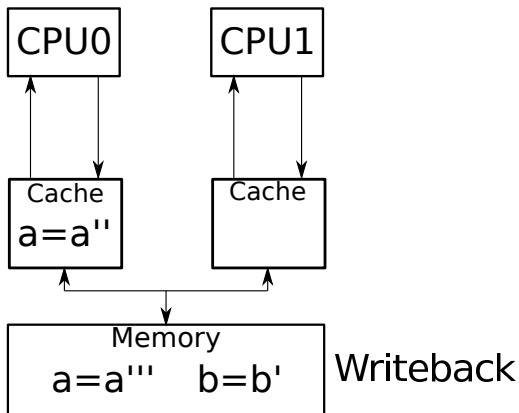 CPU0 CPU1
Cache Cache
a=a''
Memory
a=a''' b=b'
Writeback